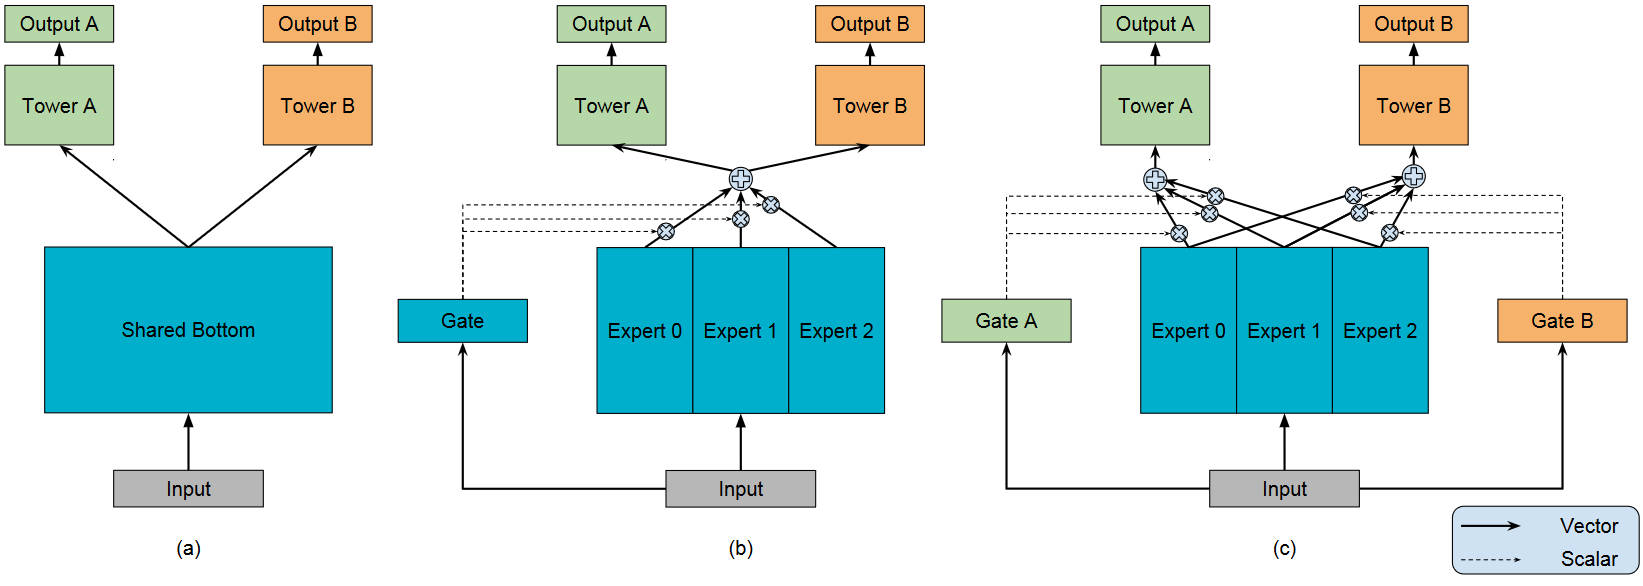 Output A
Output B
Tower A
Tower B
Shared Bottom
Input
(a)
Output A
Output B
Tower A
Tower B
Gate
Expert 0
Expert 1
Expert 2
Input
(b)
Output A
Output B
Tower A
Tower B
Gate A
Expert 0
Expert 1
Expert 2
Gate B
Input
(c)
Vector
Scalar